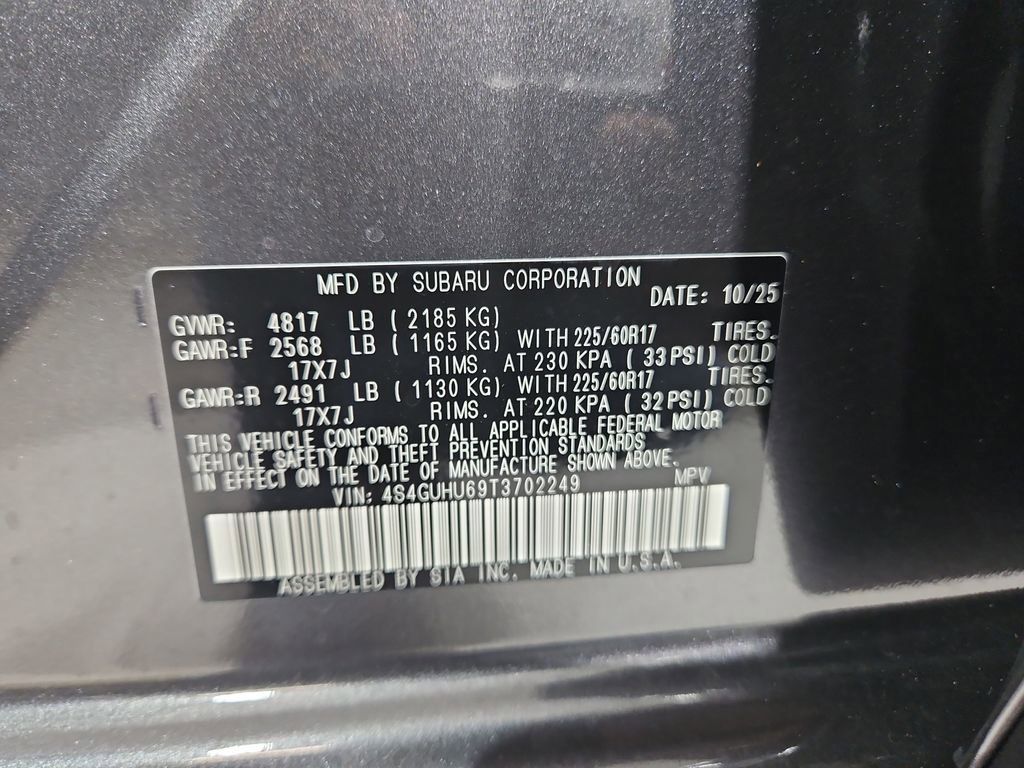 MFD BY SUBARU CORPORATION
DATE: 10/25
GVWR: 4817 LB ( 2185 KG)
GAWR:F 2568 LB ( 1165 KG) WITH 225/60R17 TIRES.
17X7J RIMS. AT 230 KPA ( 33 PSI) COLD
GAWR:R 2491 LB ( 1130 KG) WITH 225/60R17 TIRES.
17X7J RIMS. AT 220 KPA ( 32 PSI) COLD
THIS VEHICLE CONFORMS TO ALL APPLICABLE FEDERAL MOTOR
VEHICLE SAFETY AND THEFT PREVENTION STANDARDS
IN EFFECT ON THE DATE OF MANUFACTURE SHOWN ABOVE.
VIN: 4S4GUHU69T3702249 MPV
ASSEMBLED BY SIA INC. MADE IN U.S.A.